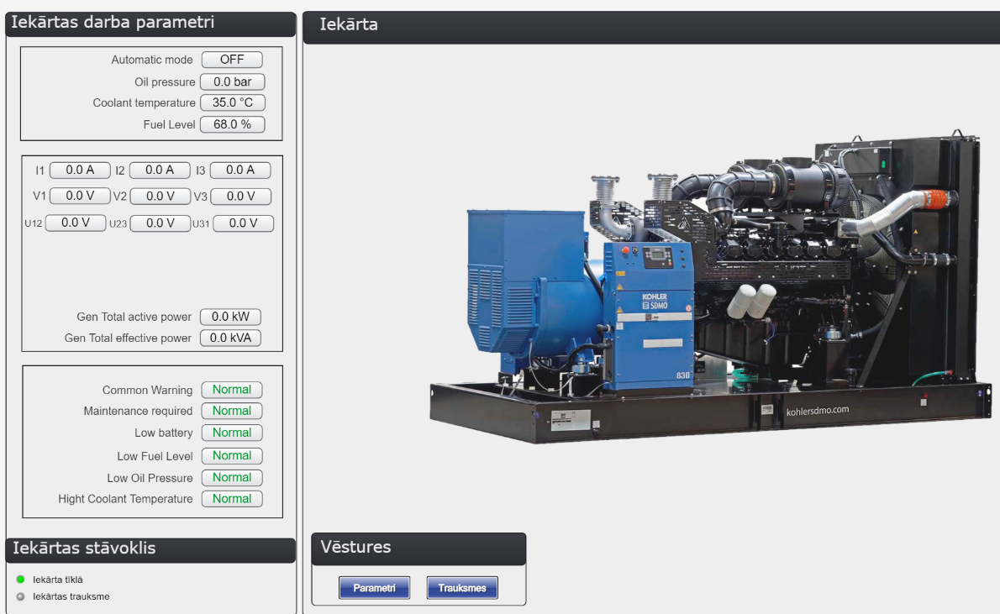 Iekārtas darba parametri
Automatic mode OFF
Oil pressure 0.0 bar
Coolant temperature 35.0 °C
Fuel Level 68.0 %
I1 0.0 A I2 0.0 A I3 0.0 A
V1 0.0 V V2 0.0 V V3 0.0 V
U12 0.0 V U23 0.0 V U31 0.0 V
Gen Total active power 0.0 kW
Gen Total effective power 0.0 kVA
Common Warning Normal
Maintenance required Normal
Low battery Normal
Low Fuel Level Normal
Low Oil Pressure Normal
Hight Coolant Temperature Normal
Iekārtas stāvoklis
Iekārta tīklā
Iekārtas trauksme
Iekārta
KOHLER
SDMO
830
kohlersdmo.com
Vēstures
Parametri Trauksmes